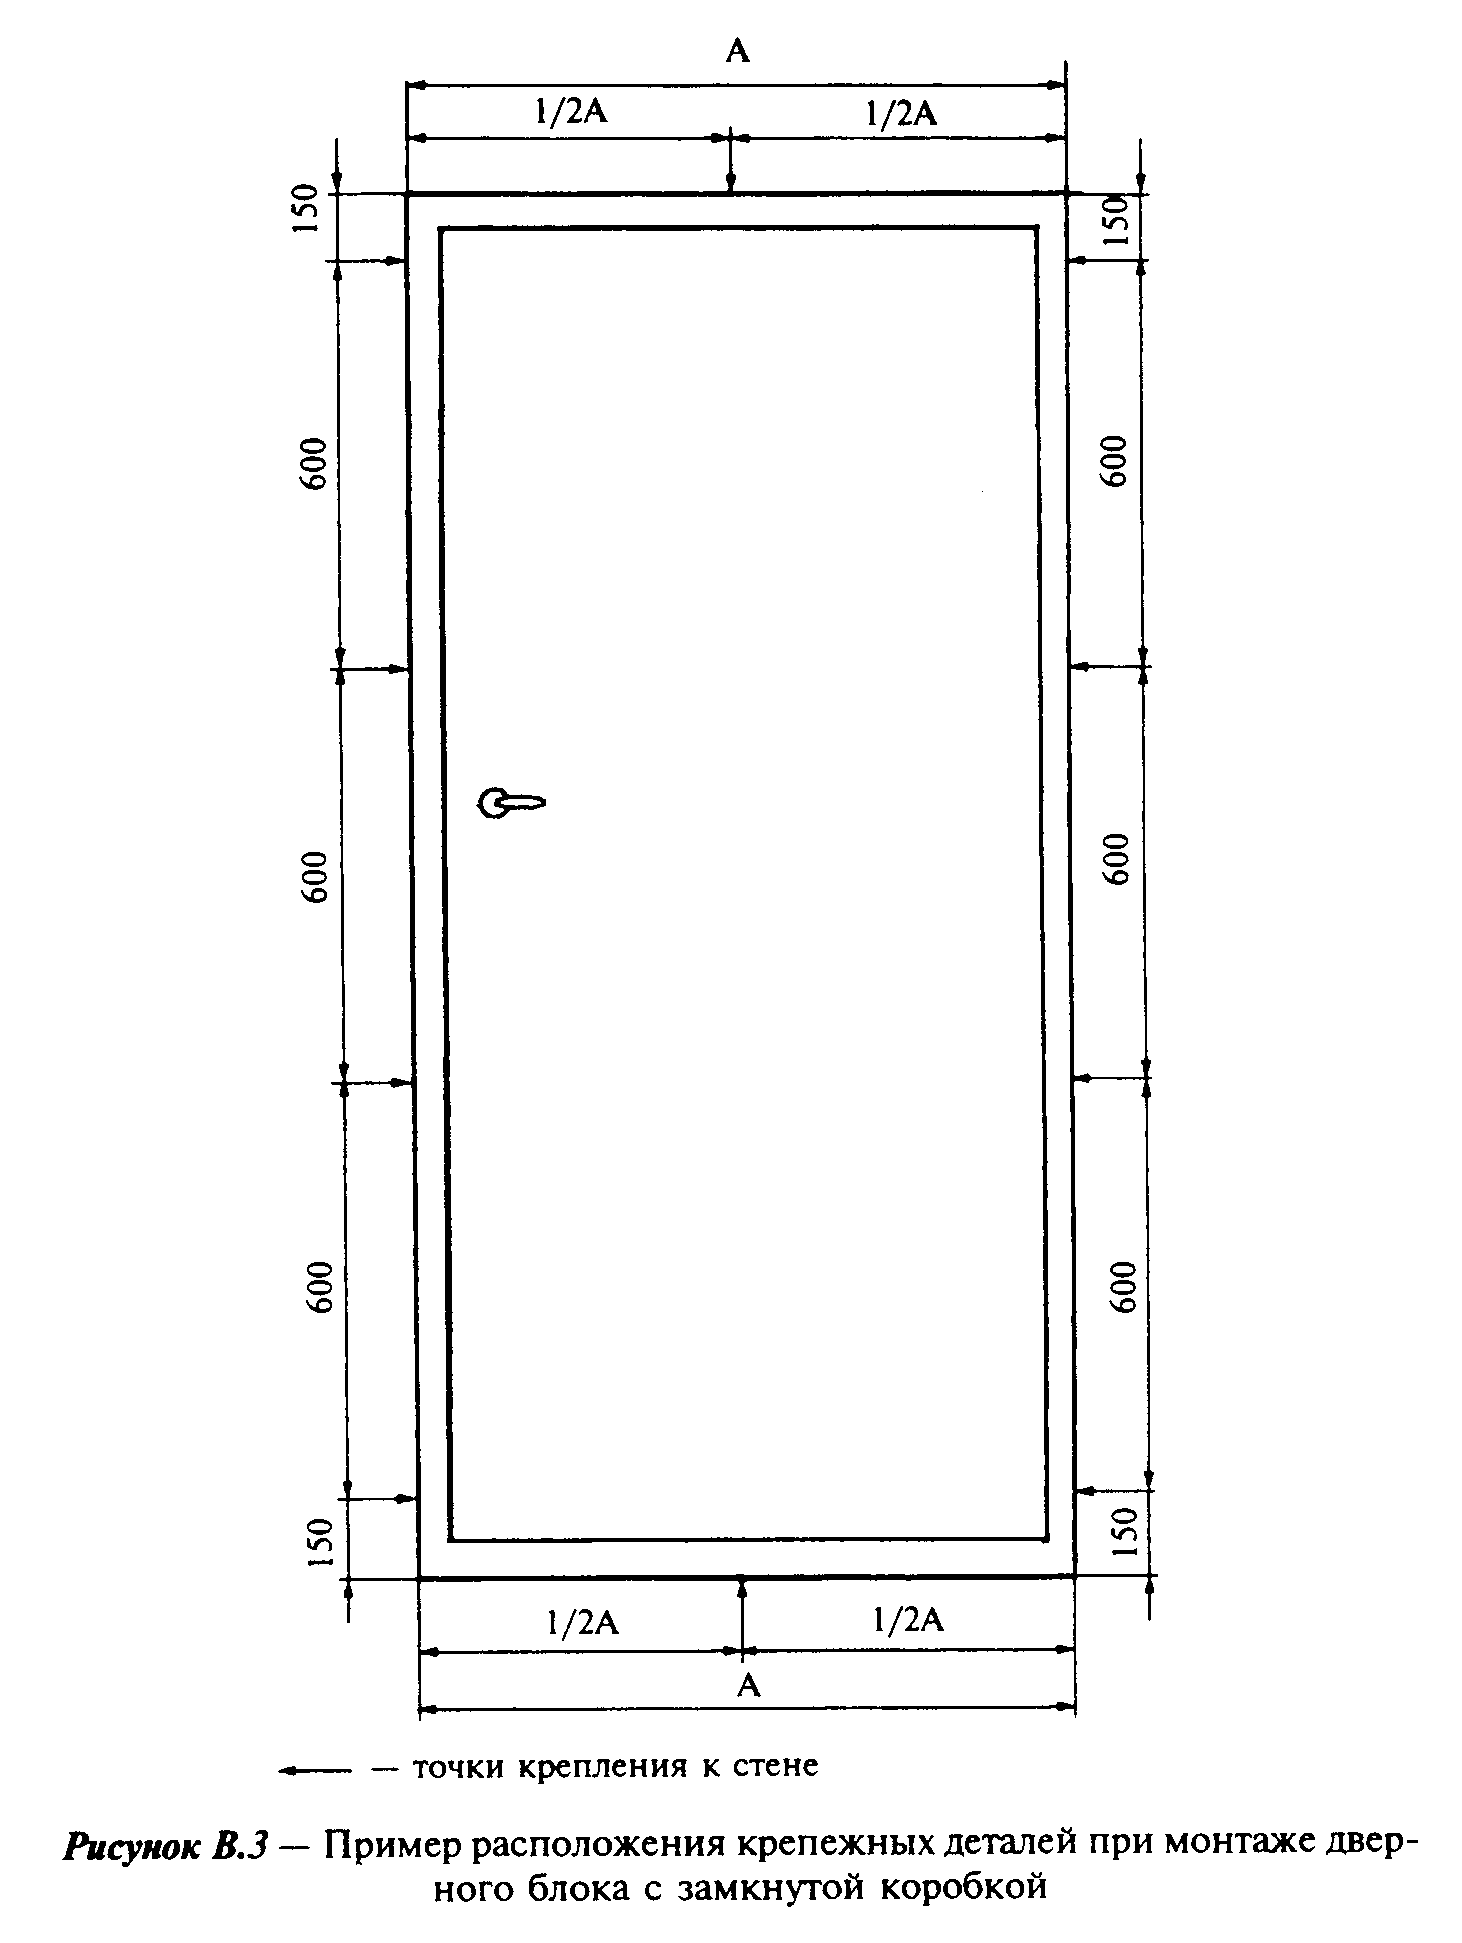 A
1/2A 1/2A
150 150
600 600
600 600
600 600
150 150
1/2A 1/2A
A
— точки крепления к стене
Рисунок В.3 — Пример расположения крепежных деталей при монтаже двер-
ного блока с замкнутой коробкой